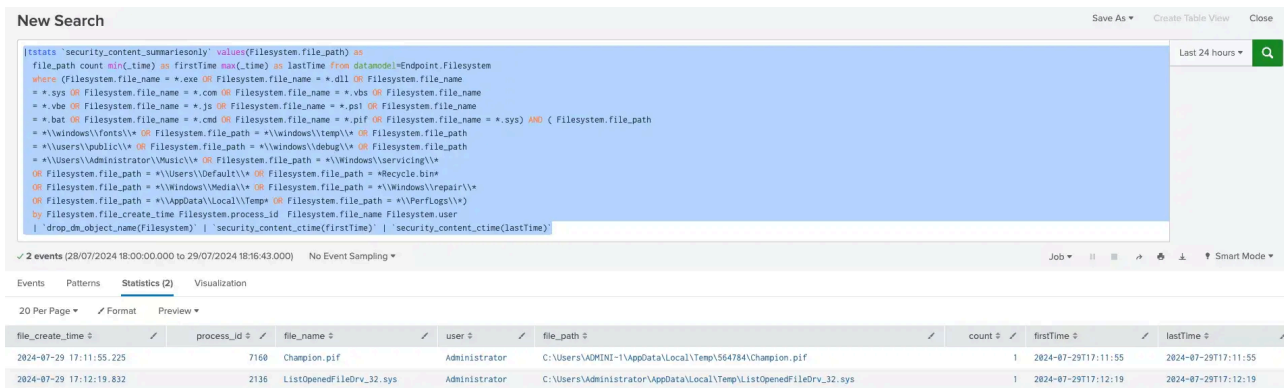 New Search
Save As ▾ Create Table View Close
|tstats `security_content_summariesonly` values(Filesystem.file_path) as
file_path count min(_time) as firstTime max(_time) as lastTime from datamodel=Endpoint.Filesystem
where (Filesystem.file_name = *.exe OR Filesystem.file_name = *.dll OR Filesystem.file_name
= *.sys OR Filesystem.file_name = *.com OR Filesystem.file_name = *.vbs OR Filesystem.file_name
= *.vbe OR Filesystem.file_name = *.js OR Filesystem.file_name = *.ps1 OR Filesystem.file_name
= *.bat OR Filesystem.file_name = *.cmd OR Filesystem.file_name = *.pif OR Filesystem.file_name = *.sys) AND ( Filesystem.file_path
= *\\windows\\fonts\\* OR Filesystem.file_path = *\\windows\\temp\\* OR Filesystem.file_path
= *\\users\\public\\* OR Filesystem.file_path = *\\windows\\debug\\* OR Filesystem.file_path
= *\\Users\\Administrator\\Music\\* OR Filesystem.file_path = *\\Windows\\servicing\\*
OR Filesystem.file_path = *\\Users\\Default\\* OR Filesystem.file_path = *Recycle.bin*
OR Filesystem.file_path = *\\Windows\\Media\\* OR Filesystem.file_path = *\\Windows\\repair\\*
OR Filesystem.file_path = *\\AppData\\Local\\Temp* OR Filesystem.file_path = *\\PerfLogs\\*)
by Filesystem.file_create_time Filesystem.process_id Filesystem.file_name Filesystem.user
| `drop_dm_object_name(Filesystem)` | `security_content_ctime(firstTime)` | `security_content_ctime(lastTime)`
Last 24 hours ▾
✓ 2 events (28/07/2024 18:00:00.000 to 29/07/2024 18:16:43.000) No Event Sampling ▾
Job ▾ Smart Mode ▾
Events Patterns Statistics (2) Visualization
20 Per Page ▾ Format Preview ▾
file_create_time process_id file_name user file_path count firstTime lastTime
2024-07-29 17:11:55.225 7160 Champion.pif Administrator C:\Users\ADMINI~1\AppData\Local\Temp\564784\Champion.pif 1 2024-07-29T17:11:55 2024-07-29T17:11:55
2024-07-29 17:12:19.832 2136 ListOpenedFileDrv_32.sys Administrator C:\Users\Administrator\AppData\Local\Temp\ListOpenedFileDrv_32.sys 1 2024-07-29T17:12:19 2024-07-29T17:12:19